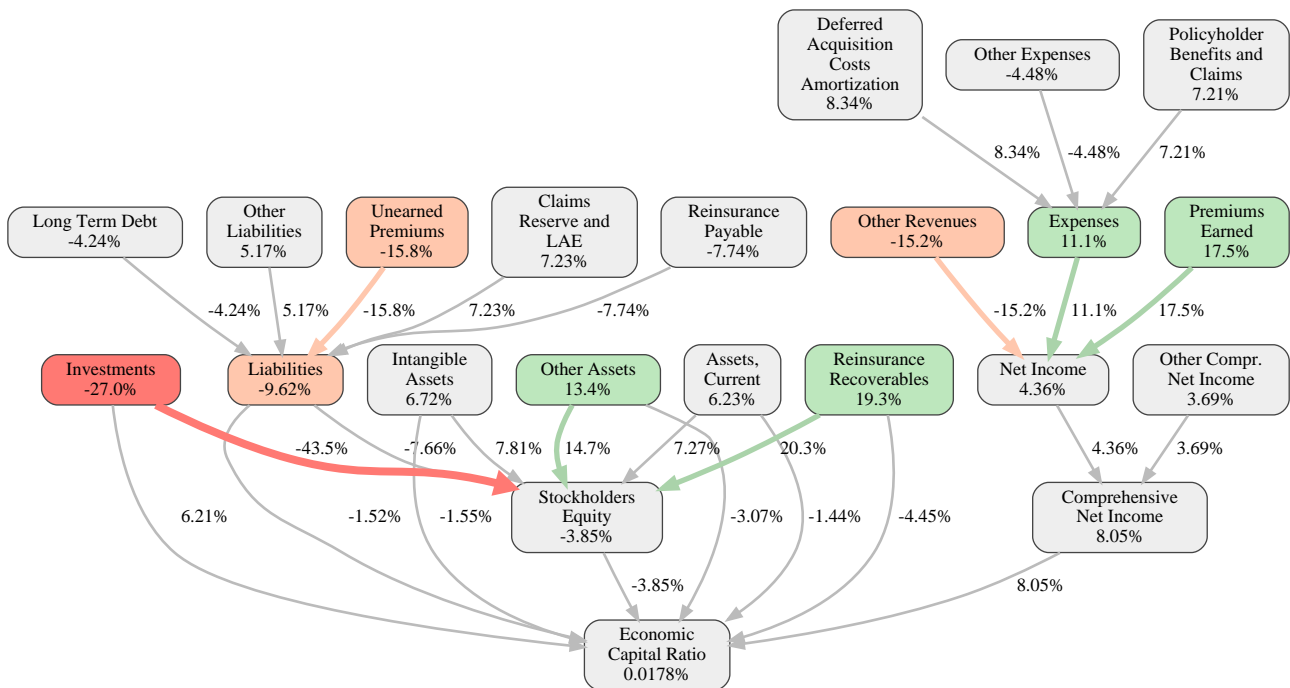 Deferred
Acquisition
Costs
Amortization
8.34%
Other Expenses
-4.48%
Policyholder
Benefits and
Claims
7.21%
8.34%
-4.48%
7.21%
Long Term Debt
-4.24%
Other
Liabilities
5.17%
Unearned
Premiums
-15.8%
Claims
Reserve and
LAE
7.23%
Reinsurance
Payable
-7.74%
Other Revenues
-15.2%
Expenses
11.1%
Premiums
Earned
17.5%
-4.24%
5.17%
-15.8%
7.23%
-7.74%
-15.2%
11.1%
17.5%
Investments
-27.0%
Liabilities
-9.62%
Intangible
Assets
6.72%
Other Assets
13.4%
Assets,
Current
6.23%
Reinsurance
Recoverables
19.3%
Net Income
4.36%
Other Compr.
Net Income
3.69%
-43.5%
-7.66%
7.81%
14.7%
7.27%
20.3%
4.36%
3.69%
6.21%
-1.52%
-1.55%
Stockholders
Equity
-3.85%
-3.07%
-1.44%
-4.45%
Comprehensive
Net Income
8.05%
-3.85%
8.05%
Economic
Capital Ratio
0.0178%